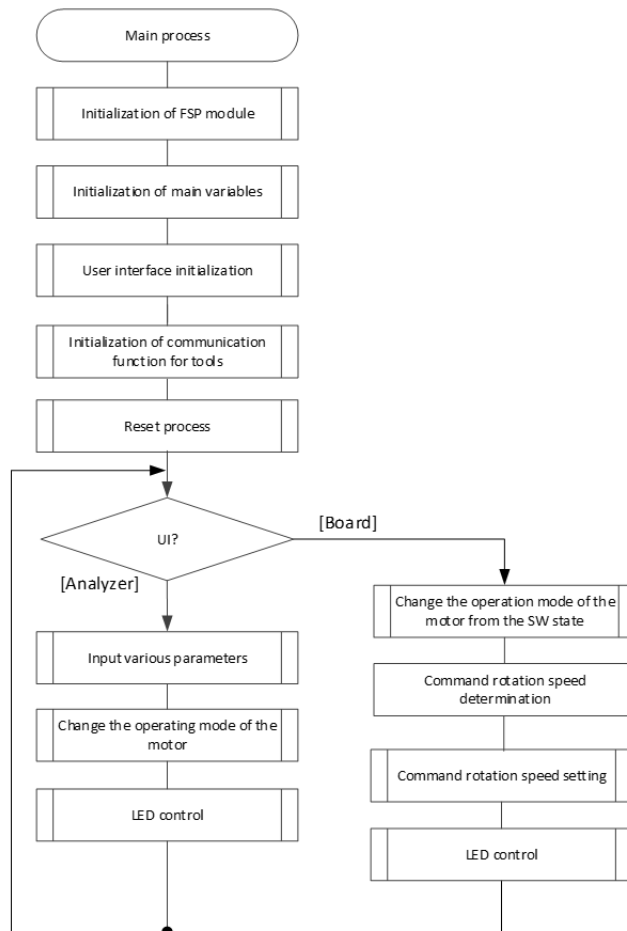 Main process
Initialization of FSP module
Initialization of main variables
User interface initialization
Initialization of communication
function for tools
Reset process
UI?
[Board]
[Analyzer]
Input various parameters
Change the operating mode of the
motor
LED control
Change the operation mode of the
motor from the SW state
Command rotation speed
determination
Command rotation speed setting
LED control